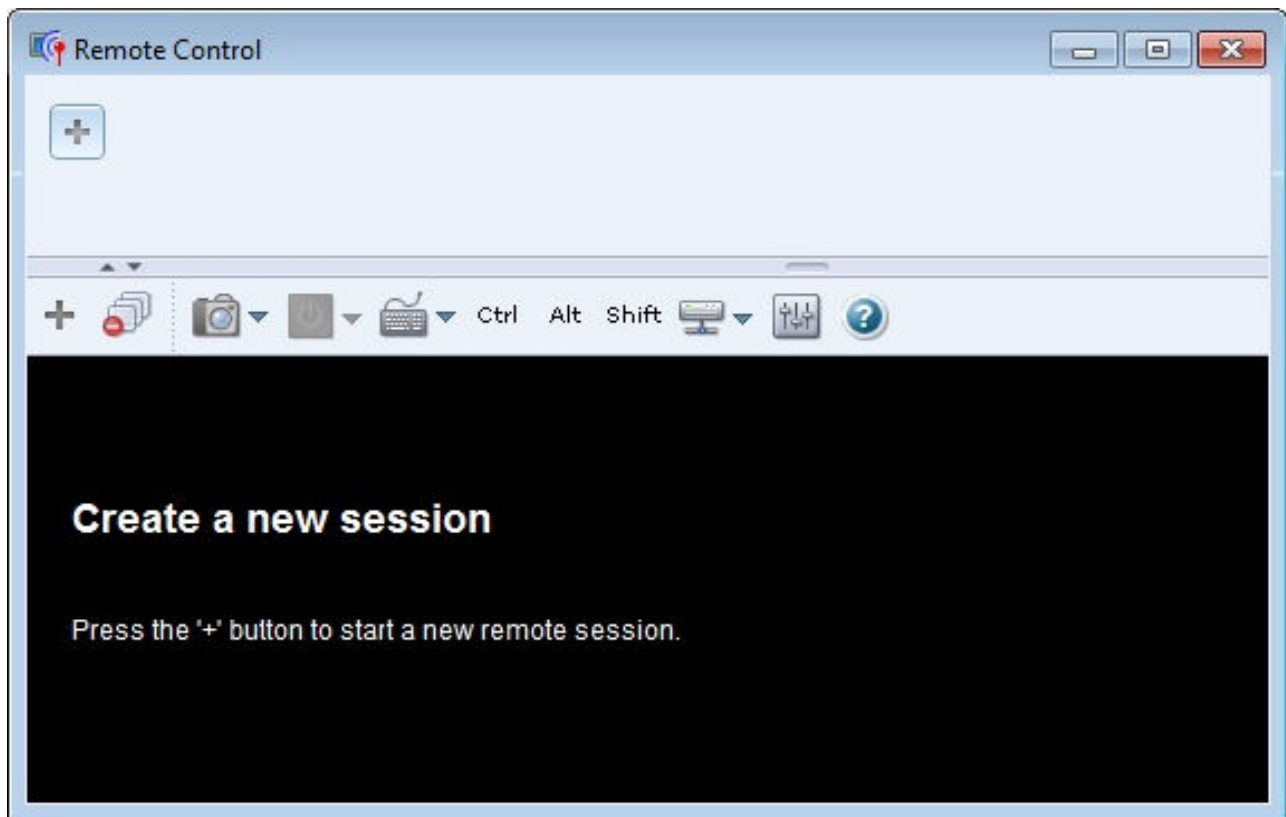 Remote Control
Ctrl Alt Shift
Create a new session
Press the '+' button to start a new remote session.